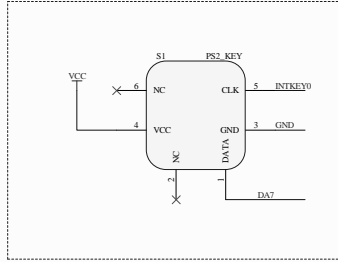 S1 PS2_KEY
VCC
6 NC CLK 5 INTKEY0
4 VCC GND 3 GND
NC DATA
2 1
DA7